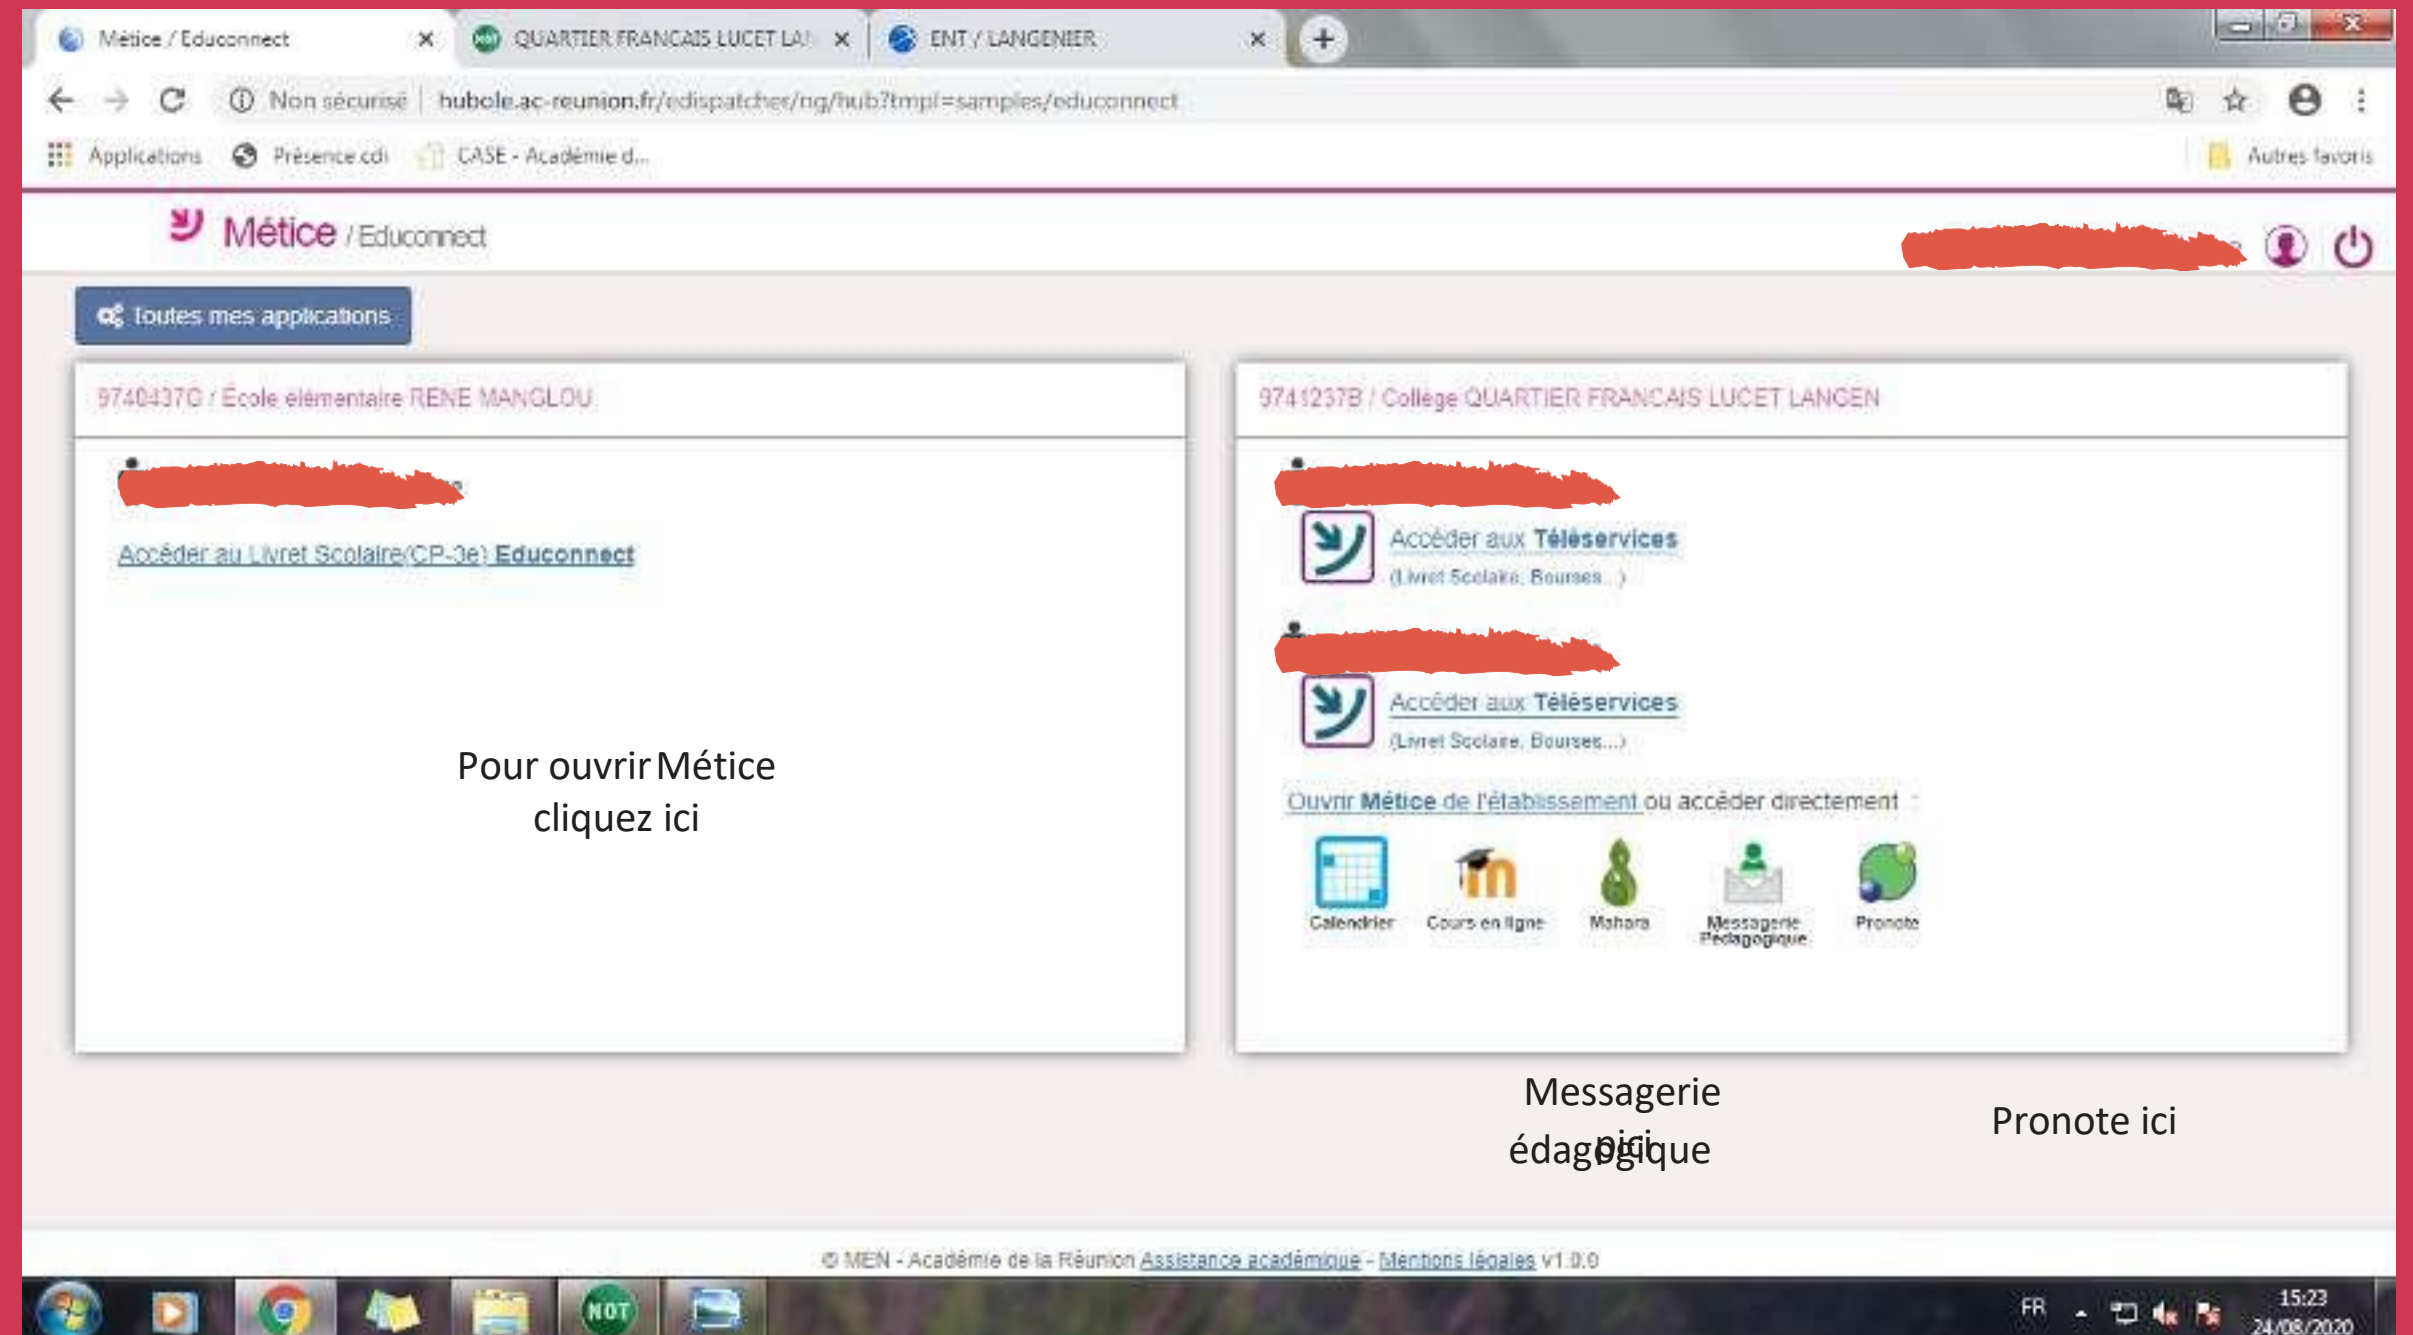 Métice / Educonnect
QUARTIER FRANCAIS LUCET LA
ENT / LANGENIER
Non sécurisé | hubole.ac-reunion.fr/edispatcher/ng/hub?tmpl=samples/educonnect
Applications
Présence cdi
CASE - Académie d...
Autres favoris
Métice / Educonnect
Toutes mes applications
9740437G / École élémentaire RENE MANGLOU
Accéder au Livret Scolaire(CP-3e) Educonnect
Pour ouvrir Métice
cliquez ici
9741237B / Collège QUARTIER FRANCAIS LUCET LANGEN
Accéder aux Téléservices
(Livret Scolaire, Bourses...)
Accéder aux Téléservices
(Livret Scolaire, Bourses...)
Ouvrir Métice de l'établissement ou accéder directement :
Calendrier
Cours en ligne
Mahara
Messagerie
Pédagogique
Pronote
Messagerie
pédagogique
ici
Pronote ici
© MEN - Académie de la Réunion Assistance académique - Mentions légales v1.0.0
NOT
FR
15:23
24/08/2020